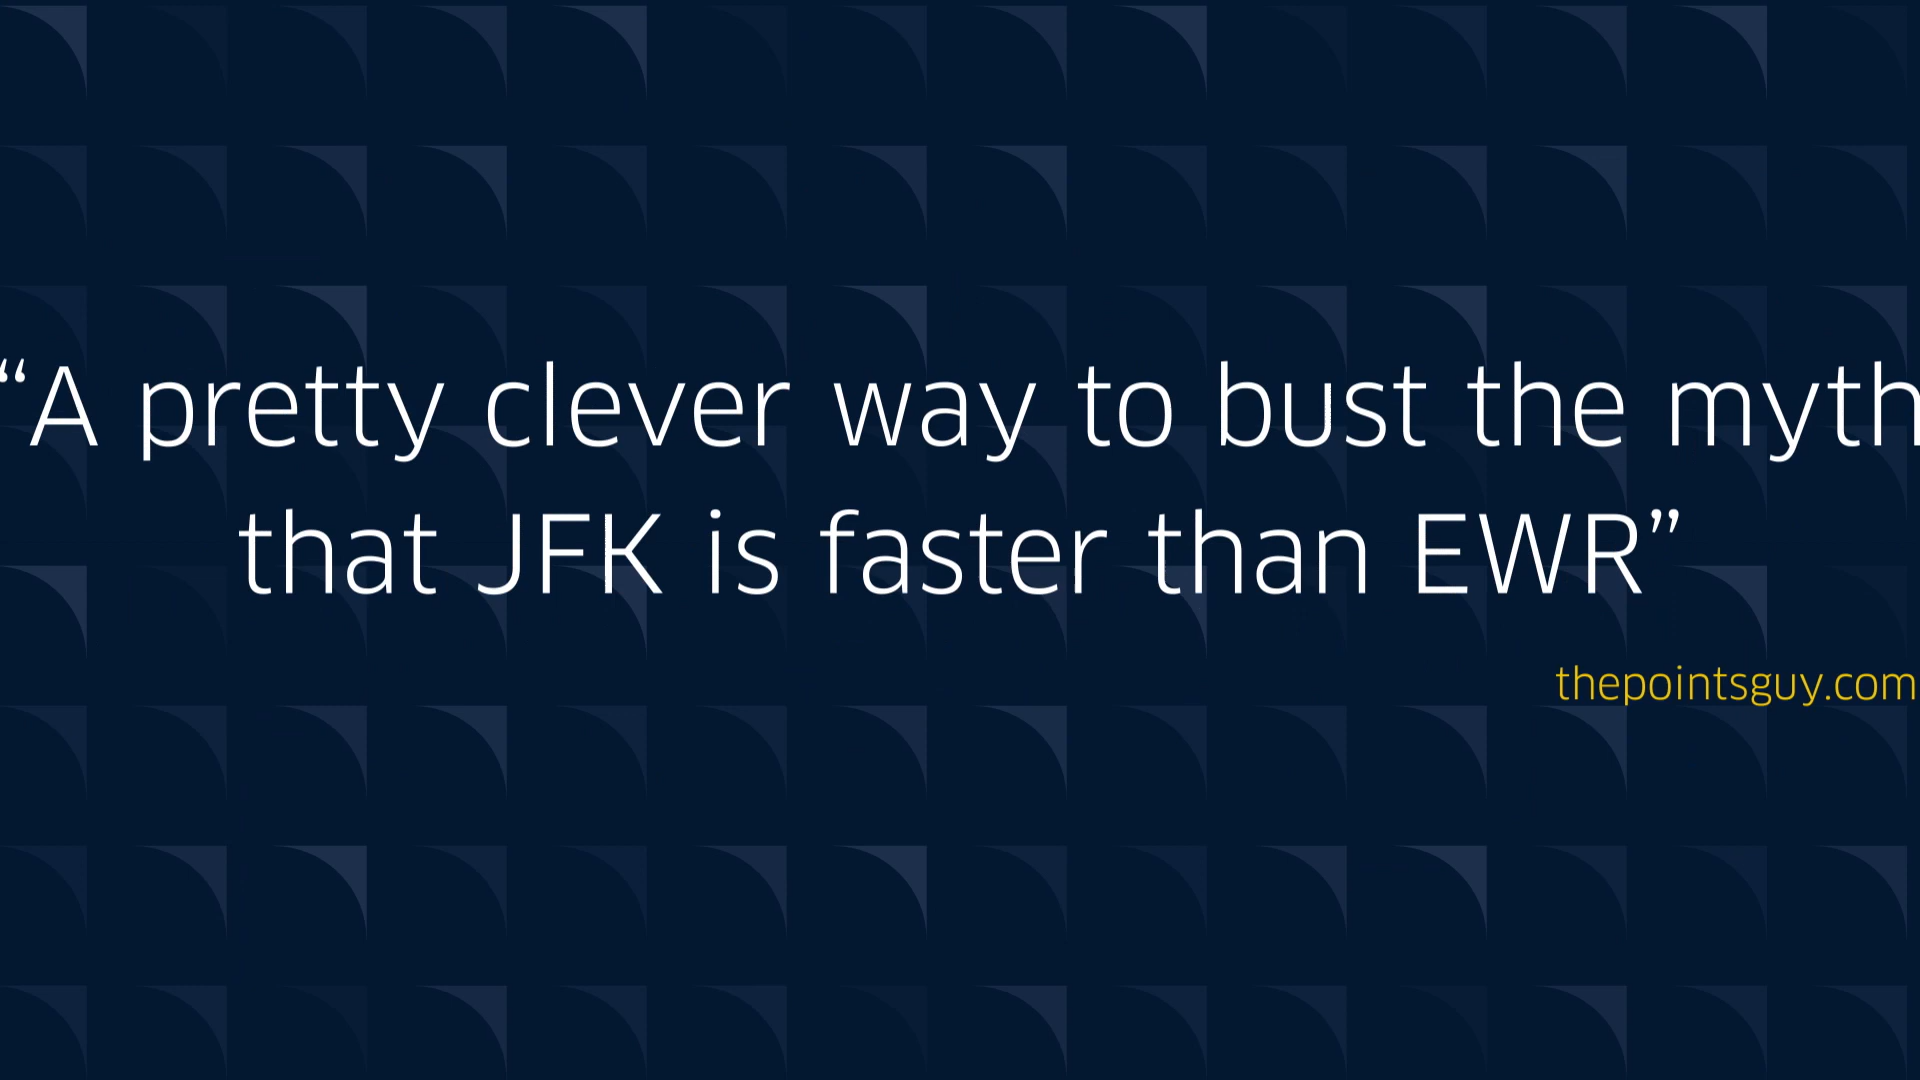 “A pretty clever way to bust the myth
that JFK is faster than EWR”
thepointsguy.com